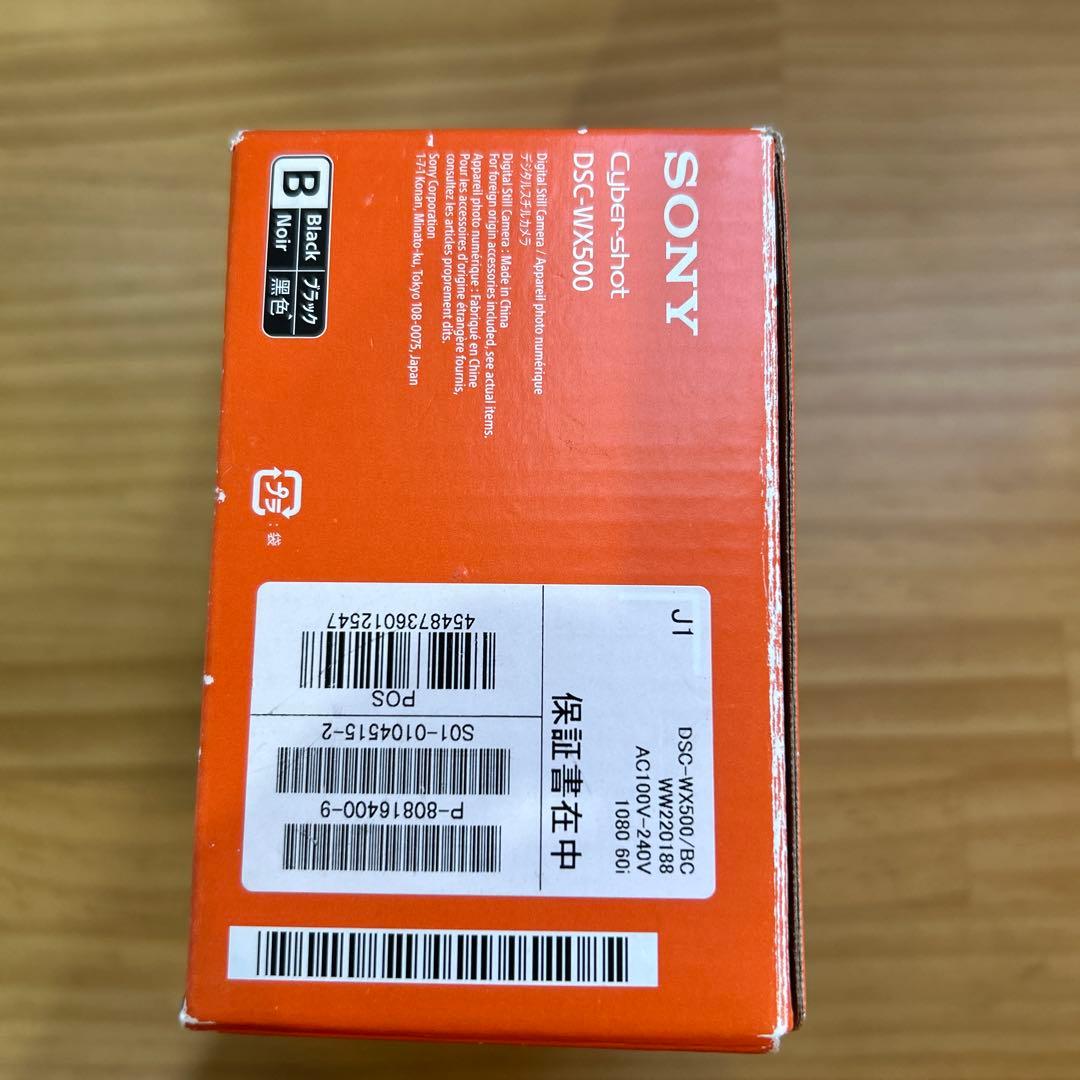 SONY
Cyber-shot
DSC-WX500
Digital Still Camera / Appareil photo numérique
デジタルスチルカメラ
Digital Still Camera : Made in China
For foreign origin accessories included, see actual items.
Appareil photo numérique : Fabriqué en Chine
Pour les accessoires d'origine étrangère fournis,
consultez les articles proprement dits.
Sony Corporation
1-7-1 Konan, Minato-ku, Tokyo 108-0075, Japan
B
Black ブラック
Noir 黑色
プラ
: 袋
J1
DSC-WX500/BC
WW220188
AC100V-240V
1080 60i
保証書在中
P-80816400-9
S01-0104515-2
POS
4548736012547